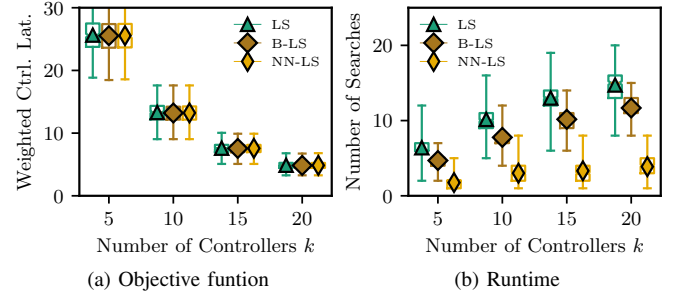 Weighted Ctrl. Lat.
30
20
10
0
LS
B-LS
NN-LS
5 10 15 20
Number of Controllers k
(a) Objective funtion
Number of Searches
20
10
0
LS
B-LS
NN-LS
5 10 15 20
Number of Controllers k
(b) Runtime